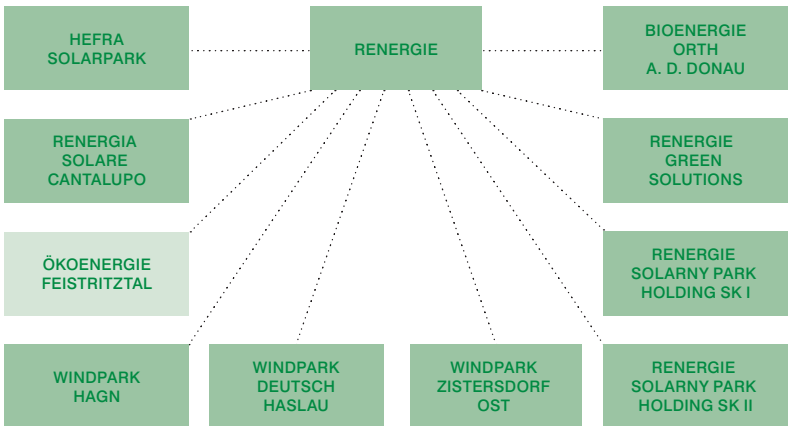 HEFRA
SOLARPARK
RENERGIE
BIOENERGIE
ORTH
A. D. DONAU
RENERGIA
SOLARE
CANTALUPO
RENERGIE
GREEN
SOLUTIONS
ÖKOENERGIE
FEISTRITZTAL
RENERGIE
SOLARNY PARK
HOLDING SK I
WINDPARK
HAGN
WINDPARK
DEUTSCH
HASLAU
WINDPARK
ZISTERSDORF
OST
RENERGIE
SOLARNY PARK
HOLDING SK II